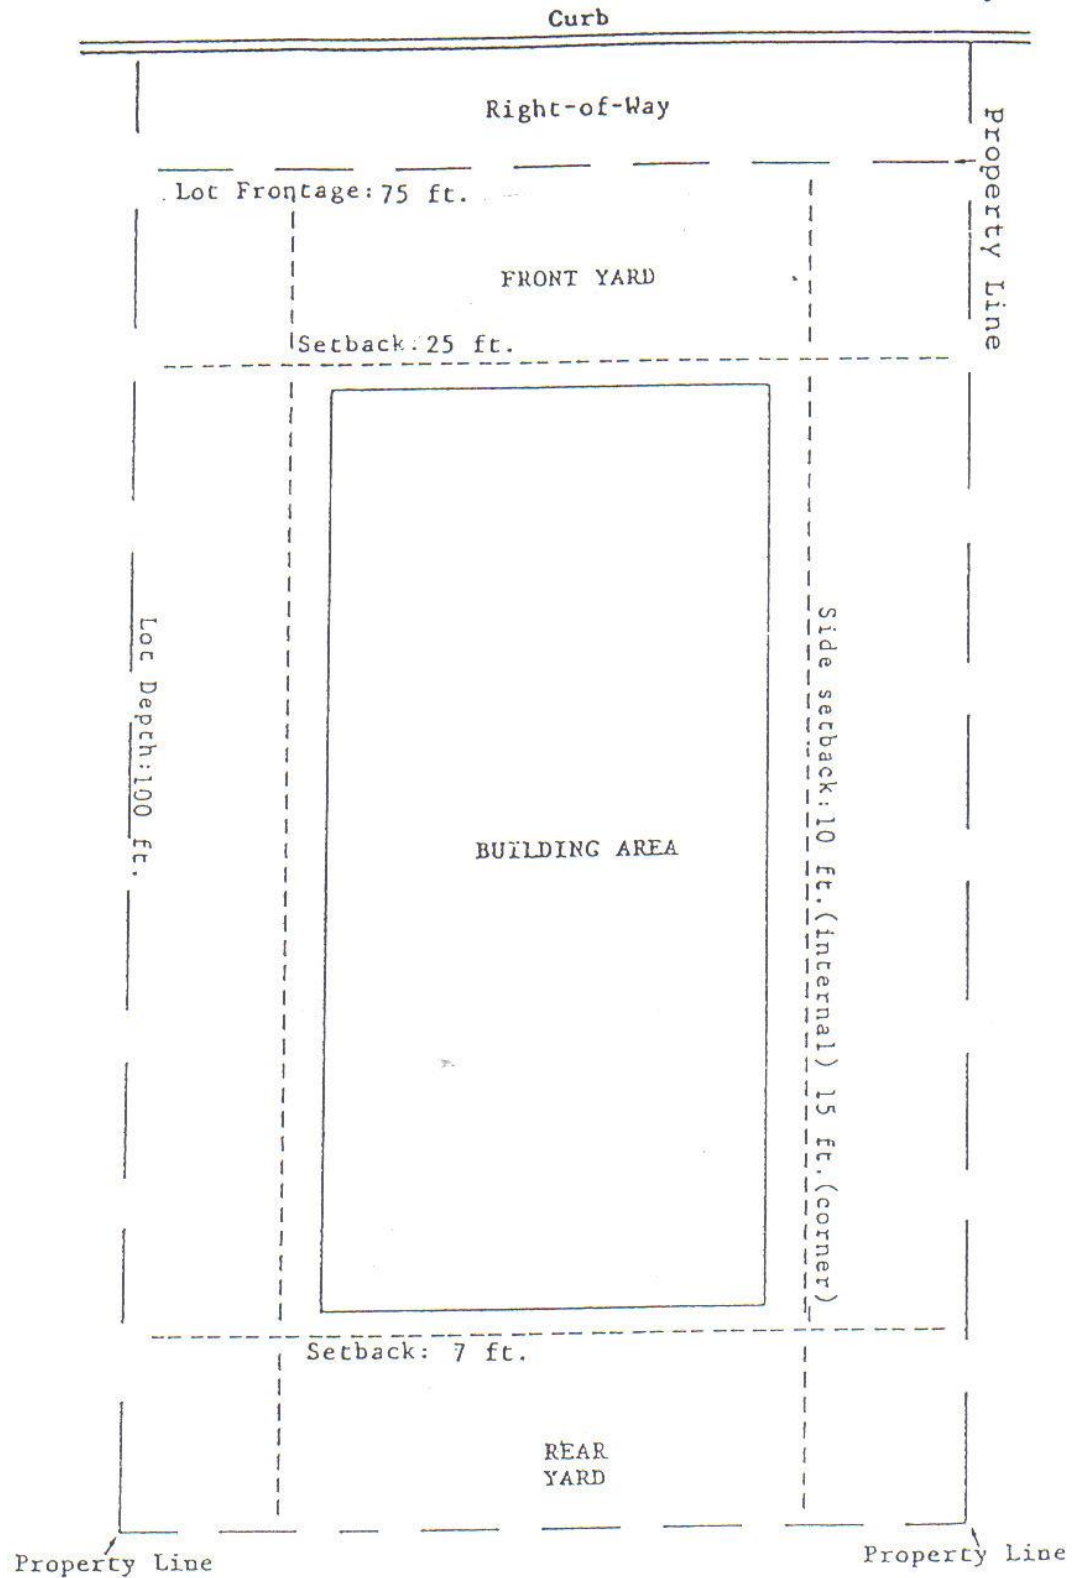 Curb
Right-of-Way
Property Line
Lot Frontage: 75 ft.
FRONT YARD
Setback: 25 ft.
Lot Depth: 100 ft.
Side setback: 10 ft. (internal) 15 ft. (corner)
BUILDING AREA
Setback: 7 ft.
REAR
YARD
Property Line
Property Line